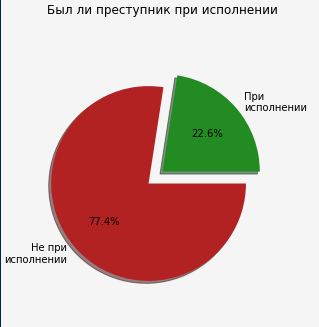 Был ли преступник при исполнении
При
исполнении
22.6%
77.4%
Не при
исполнении